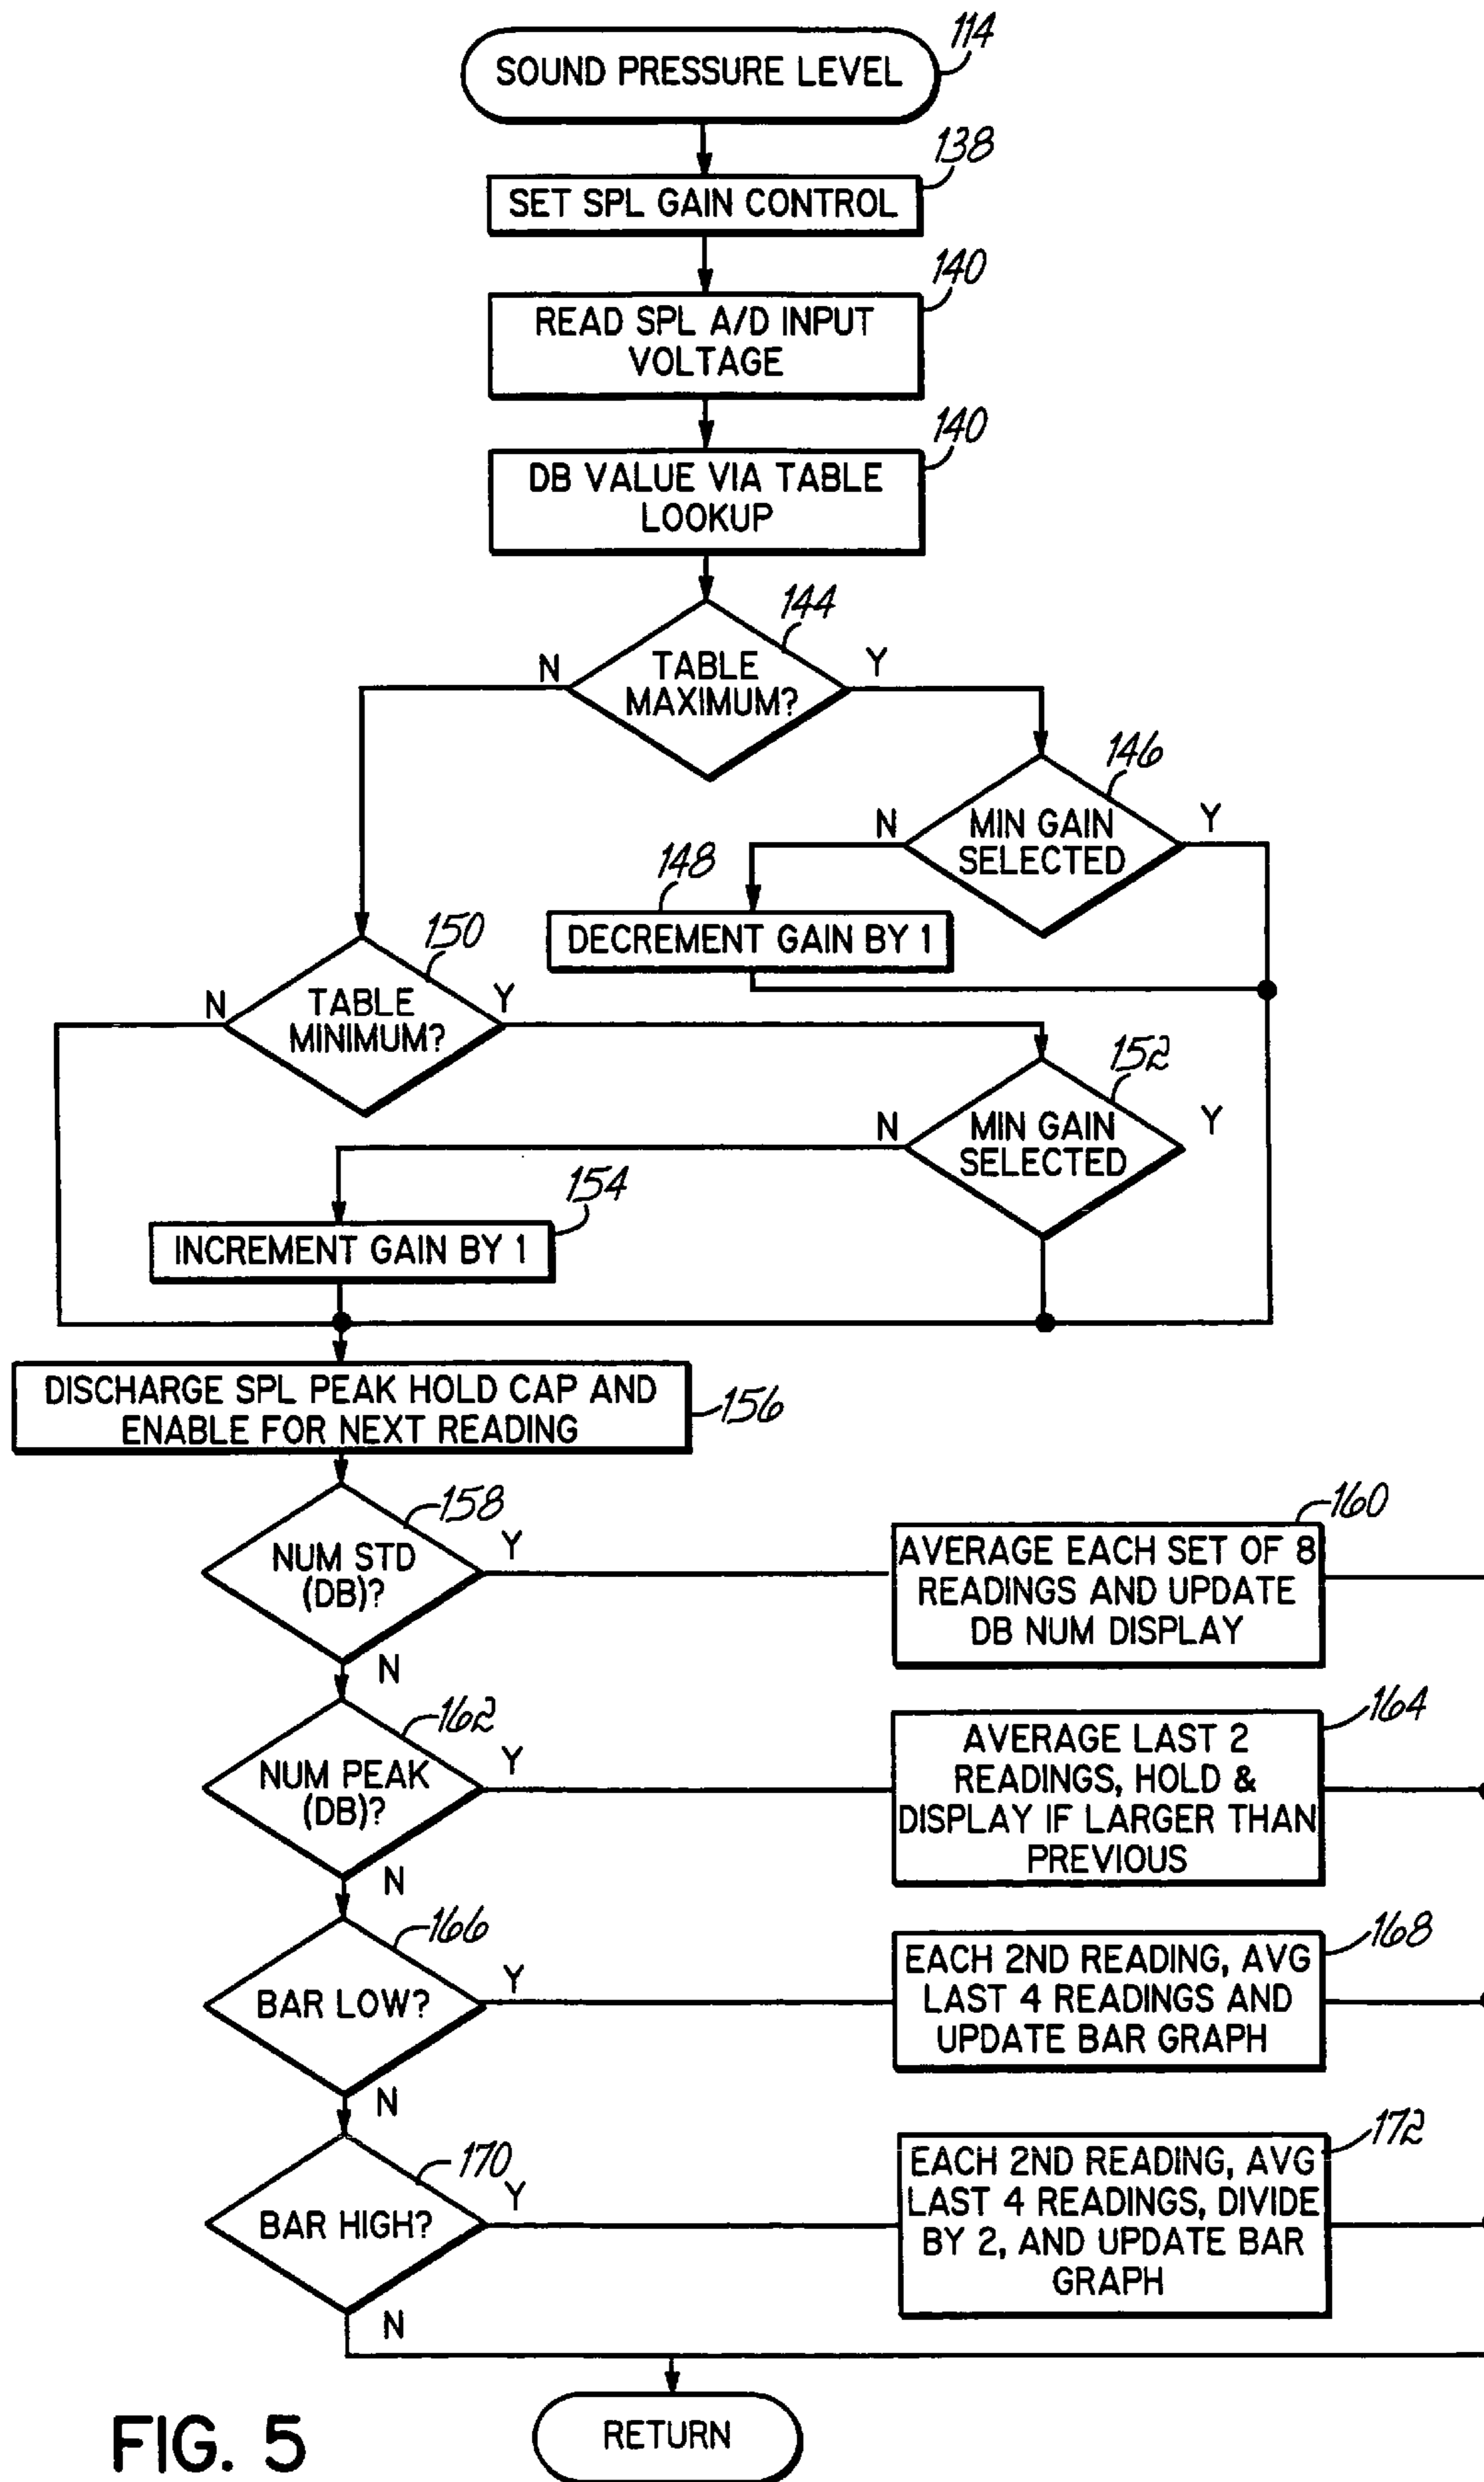 114
SOUND PRESSURE LEVEL
138
SET SPL GAIN CONTROL
140
READ SPL A/D INPUT
VOLTAGE
140
DB VALUE VIA TABLE
LOOKUP
144
N
TABLE
MAXIMUM?
Y
146
N
MIN GAIN
SELECTED
Y
148
DECREMENT GAIN BY 1
150
N
TABLE
MINIMUM?
Y
152
N
MIN GAIN
SELECTED
Y
154
INCREMENT GAIN BY 1
DISCHARGE SPL PEAK HOLD CAP AND
ENABLE FOR NEXT READING
156
158
NUM STD
(DB)?
Y
N
160
AVERAGE EACH SET OF 8
READINGS AND UPDATE
DB NUM DISPLAY
162
NUM PEAK
(DB)?
Y
N
164
AVERAGE LAST 2
READINGS, HOLD &
DISPLAY IF LARGER THAN
PREVIOUS
166
BAR LOW?
Y
N
168
EACH 2ND READING, AVG
LAST 4 READINGS AND
UPDATE BAR GRAPH
170
BAR HIGH?
Y
N
172
EACH 2ND READING, AVG
LAST 4 READINGS, DIVIDE
BY 2, AND UPDATE BAR
GRAPH
RETURN
FIG. 5